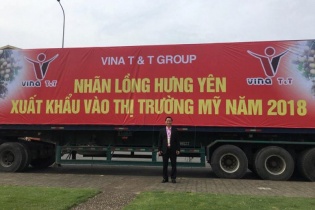 VINA T & T GROUP
VINA T&T
NHÃN LỒNG HƯNG YÊN
VINA T&T
XUẤT KHẨU VÀO THỊ TRƯỜNG MỸ NĂM 2018